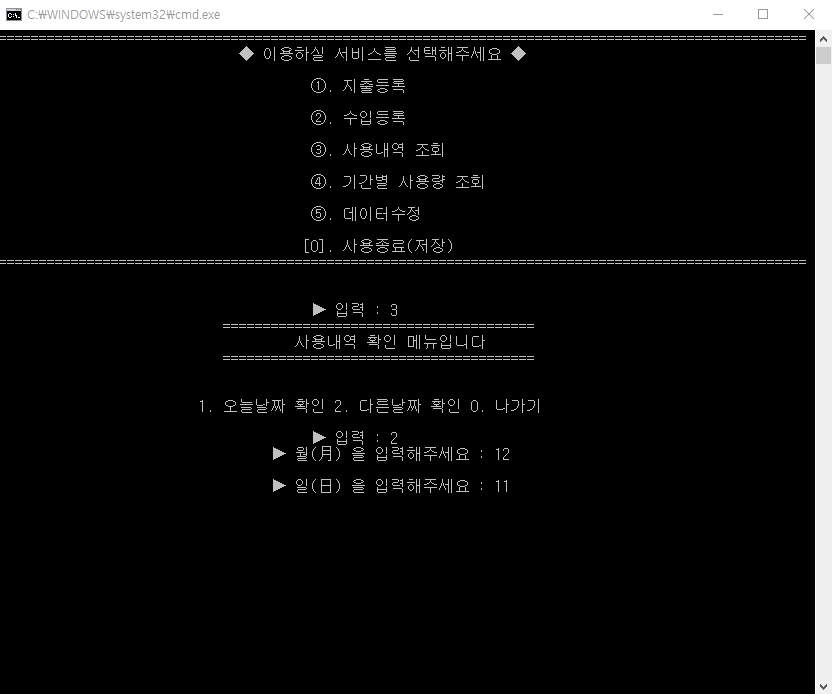 C:₩WINDOWS₩system32₩cmd.exe
=====================================================================================================
◆ 이용하실 서비스를 선택해주세요 ◆
①. 지출등록
②. 수입등록
③. 사용내역 조회
④. 기간별 사용량 조회
⑤. 데이터수정
[0]. 사용종료(저장)
=====================================================================================================
▶ 입력 : 3
=======================================
사용내역 확인 메뉴입니다
=======================================
1. 오늘날짜 확인 2. 다른날짜 확인 0. 나가기
▶ 입력 : 2
▶ 월(月) 을 입력해주세요 : 12
▶ 일(日) 을 입력해주세요 : 11